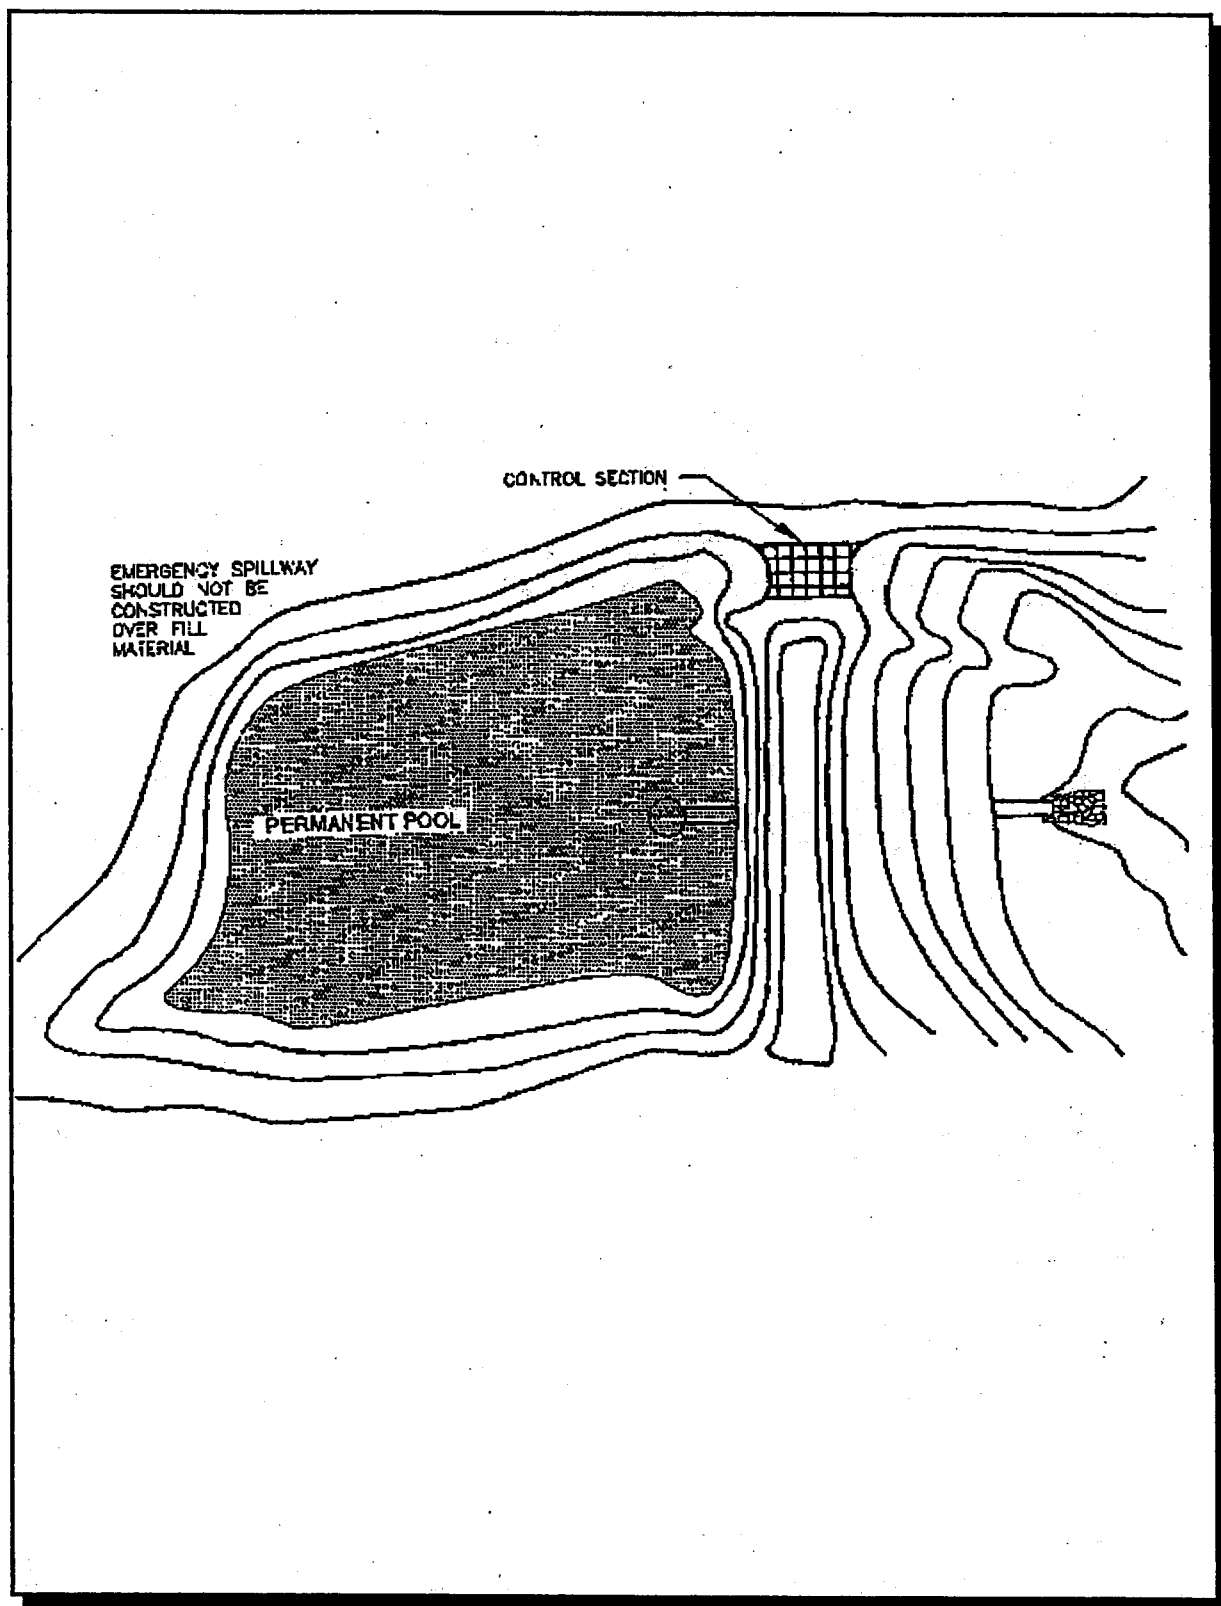 CONTROL SECTION
EMERGENCY SPILLWAY
SHOULD NOT BE
CONSTRUCTED
OVER FILL
MATERIAL
PERMANENT POOL